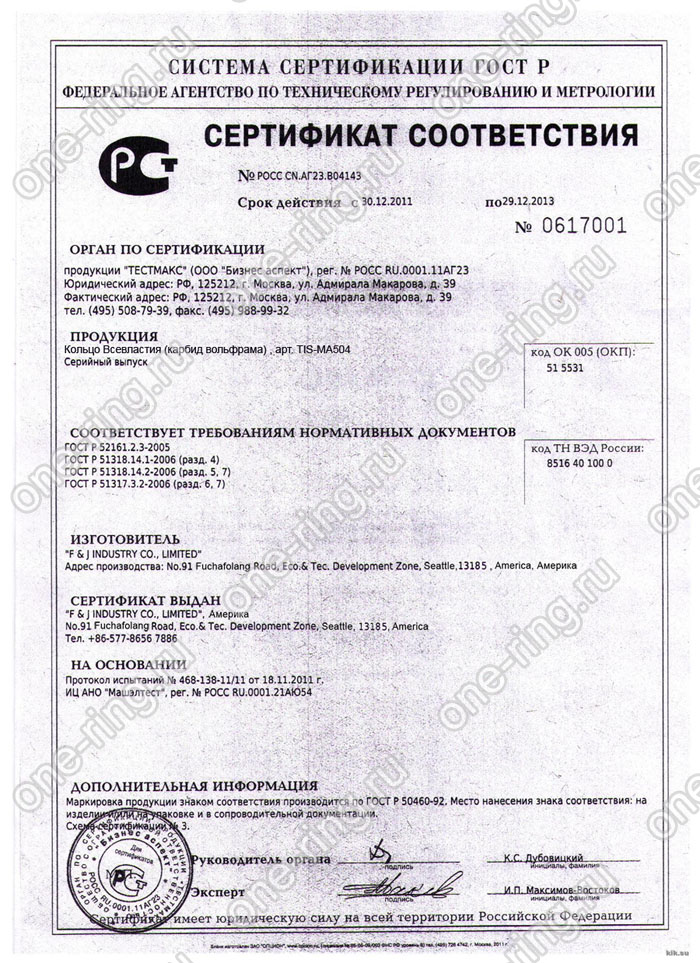 СИСТЕМА СЕРТИФИКАЦИИ ГОСТ Р
ФЕДЕРАЛЬНОЕ АГЕНТСТВО ПО ТЕХНИЧЕСКОМУ РЕГУЛИРОВАНИЮ И МЕТРОЛОГИИ
СЕРТИФИКАТ СООТВЕТСТВИЯ
РСТ
№ РОСС CN.АГ23.В04143
Срок действия с 30.12.2011 по 29.12.2013
№ 0617001
ОРГАН ПО СЕРТИФИКАЦИИ
продукции "ТЕСТМАКС" (ООО "Бизнес аспект"), рег. № РОСС RU.0001.11АГ23
Юридический адрес: РФ, 125212, г. Москва, ул. Адмирала Макарова, д. 39
Фактический адрес: РФ, 125212, г. Москва, ул. Адмирала Макарова, д. 39
тел. (495) 508-79-39, факс. (495) 988-99-32
ПРОДУКЦИЯ
Кольцо Всевластия (карбид вольфрама) , арт. TIS-MA504
Серийный выпуск
код ОК 005 (ОКП):
51 5531
СООТВЕТСТВУЕТ ТРЕБОВАНИЯМ НОРМАТИВНЫХ ДОКУМЕНТОВ
ГОСТ Р 52161.2.3-2005
ГОСТ Р 51318.14.1-2006 (разд. 4)
ГОСТ Р 51318.14.2-2006 (разд. 5, 7)
ГОСТ Р 51317.3.2-2006 (разд. 6, 7)
код ТН ВЭД России:
8516 40 100 0
ИЗГОТОВИТЕЛЬ
"F & J INDUSTRY CO., LIMITED"
Адрес производства: No.91 Fuchafolang Road, Eco.& Tec. Development Zone, Seattle,13185 , America, Америка
СЕРТИФИКАТ ВЫДАН
"F & J INDUSTRY CO., LIMITED", Америка
No.91 Fuchafolang Road, Eco.& Tec. Development Zone, Seattle, 13185, America
Тел. +86-577-8656 7886
НА ОСНОВАНИИ
Протокол испытаний № 468-138-11/11 от 18.11.2011 г.
ИЦ АНО "Машэлтест", рег. № РОСС RU.0001.21АЮ54
ДОПОЛНИТЕЛЬНАЯ ИНФОРМАЦИЯ
Маркировка продукции знаком соответствия производится по ГОСТ Р 50460-92. Место нанесения знака соответствия: на
изделии и/или на упаковке и в сопроводительной документации.
Схема сертификации № 3.
Бизнес аспект
Для сертификатов
РОСС RU.0001.11АГ23
Руководитель органа
подпись
К.С. Дубовицкий
инициалы, фамилия
Эксперт
подпись
И.П. Максимов-Востоков
инициалы, фамилия
Сертификат имеет юридическую силу на всей территории Российской Федерации
one-ring.ru
klk.su